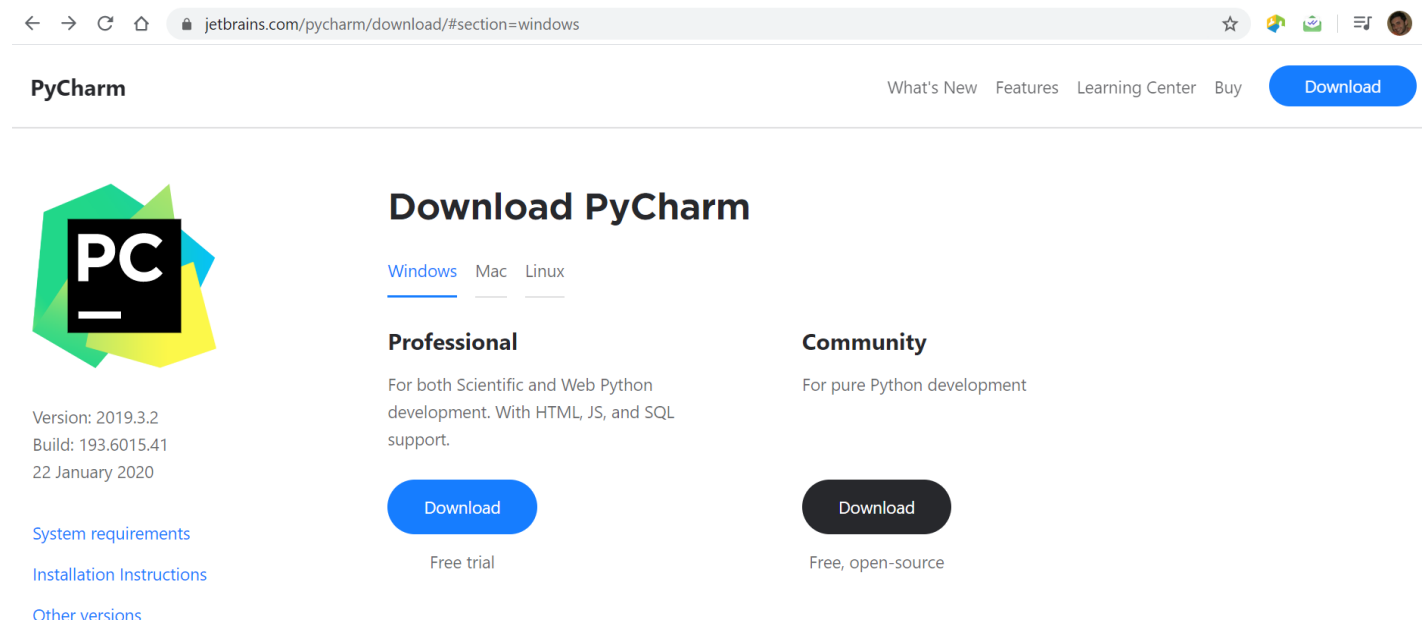 jetbrains.com/pycharm/download/#section=windows
PyCharm
What's New Features Learning Center Buy Download
PC
Download PyCharm
Windows Mac Linux
Professional
For both Scientific and Web Python
development. With HTML, JS, and SQL
support.
Download
Free trial
Community
For pure Python development
Download
Free, open-source
Version: 2019.3.2
Build: 193.6015.41
22 January 2020
System requirements
Installation Instructions
Other versions